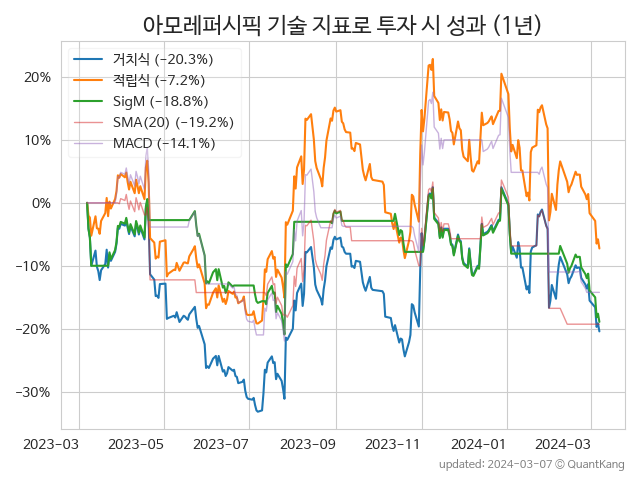 아모레퍼시픽 기술 지표로 투자 시 성과 (1년)
거치식 (−20.3%)
적립식 (−7.2%)
SigM (−18.8%)
SMA(20) (−19.2%)
MACD (−14.1%)
20%
10%
0%
−10%
−20%
−30%
2023−03 2023−05 2023−07 2023−09 2023−11 2024−01 2024−03
updated: 2024−03−07 ⓒ QuantKang